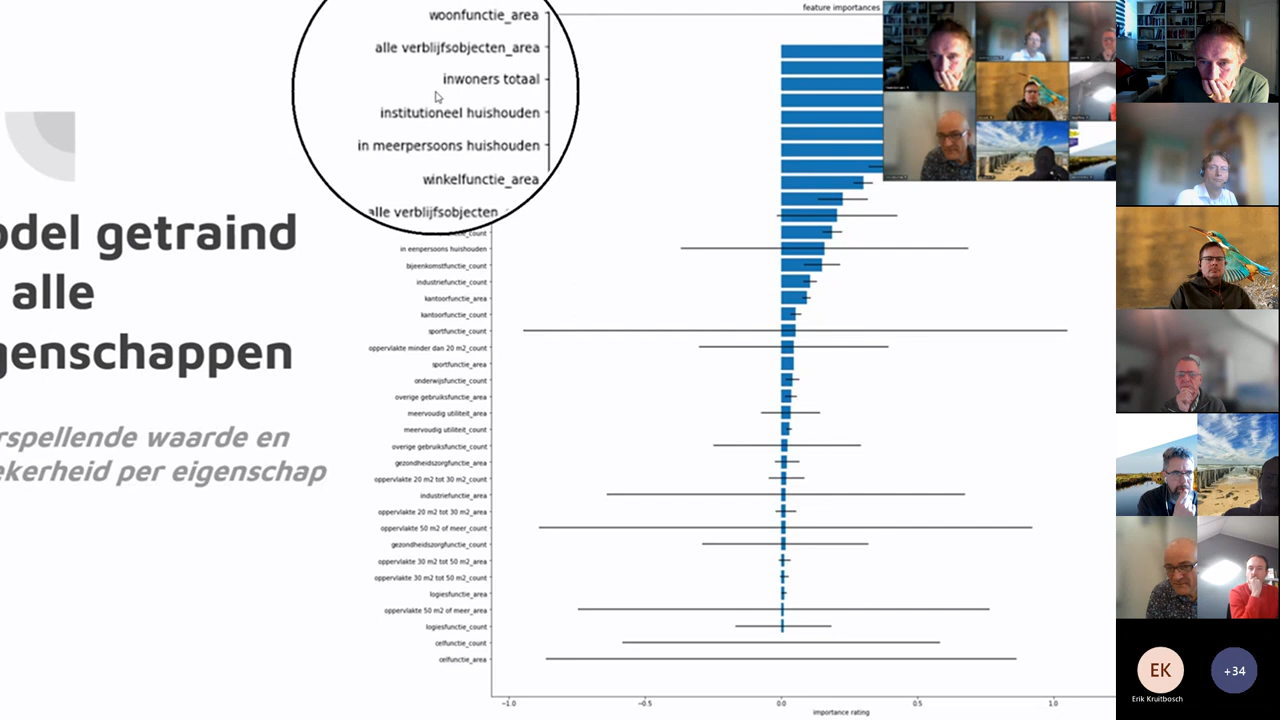 odel getraind
alle
genschappen
rspellende waarde en
ekerheid per eigenschap
feature importances
woonfunctie_area
alle verblijfsobjecten_area
inwoners totaal
institutioneel huishouden
in meerpersoons huishouden
winkelfunctie_area
alle verblijfsobjecten_
_count
in eenpersoons huishouden
bijeenkomstfunctie_count
industriefunctie_count
kantoorfunctie_area
kantoorfunctie_count
sportfunctie_count
oppervlakte minder dan 20 m2_count
sportfunctie_area
onderwijsfunctie_count
overige gebruiksfunctie_area
meervoudig utiliteit_area
meervoudig utiliteit_count
overige gebruiksfunctie_count
gezondheidszorgfunctie_area
oppervlakte 20 m2 tot 30 m2_count
industriefunctie_area
oppervlakte 20 m2 tot 30 m2_area
oppervlakte 50 m2 of meer_count
gezondheidszorgfunctie_count
oppervlakte 30 m2 tot 50 m2_area
oppervlakte 30 m2 tot 50 m2_count
logiesfunctie_area
oppervlakte 50 m2 of meer_area
logiesfunctie_count
celfunctie_count
celfunctie_area
−1.0 −0.5 0.0 0.5 1.0
importance rating
EK
Erik Kruitbosch
+34